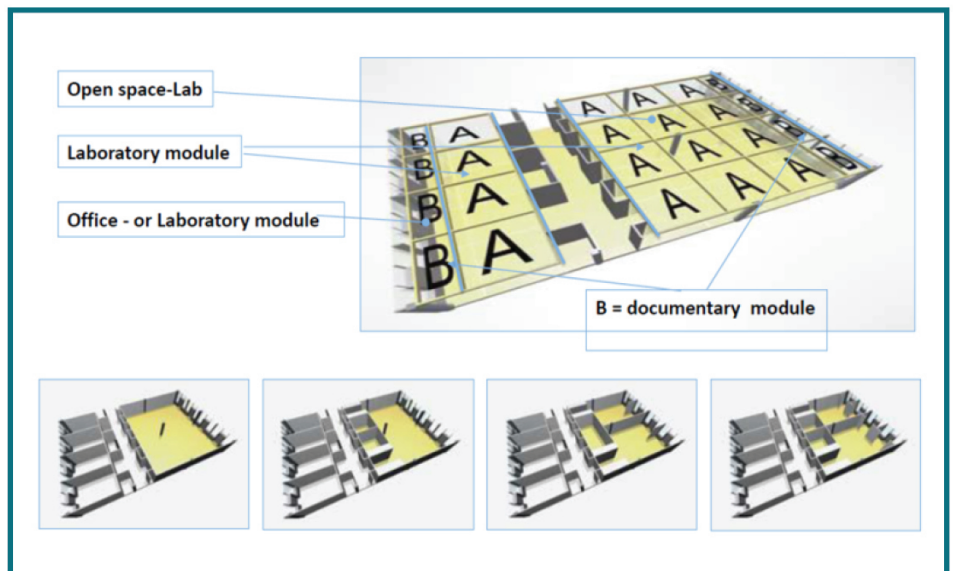 Open space-Lab
Laboratory module
Office - or Laboratory module
B = documentary module
A A A B
B A A A A B
B A A A A B
B A A A A B
B A